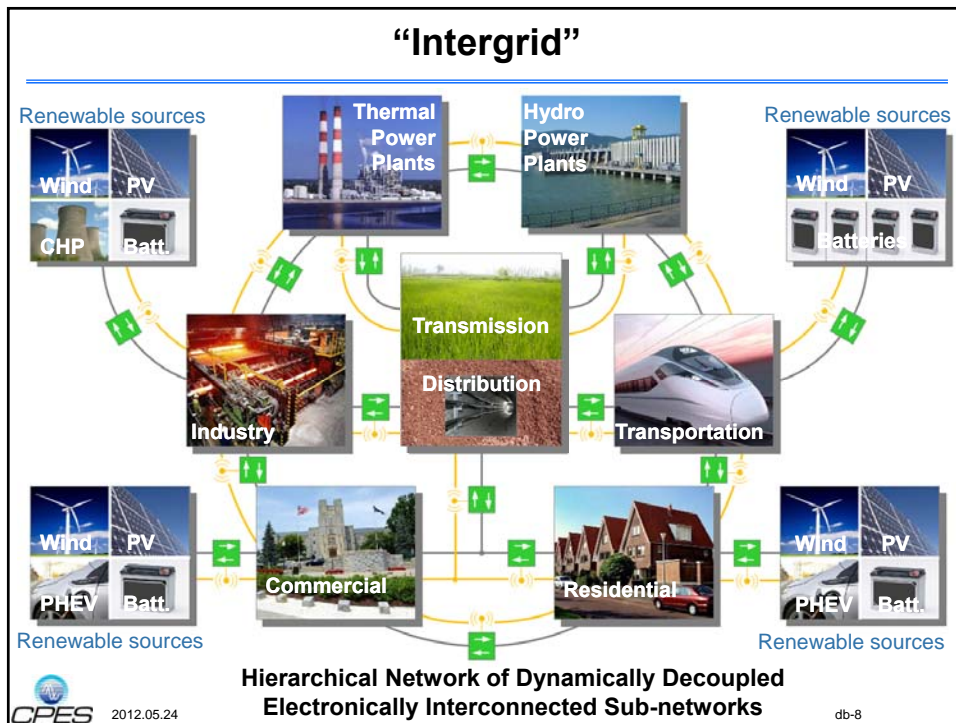 “Intergrid”
Renewable sources
Wind PV
CHP Batt.
Thermal
Power
Plants
Hydro
Power
Plants
Renewable sources
Wind PV
Batteries
Industry
Transmission
Distribution
Transportation
Wind PV
PHEV Batt.
Renewable sources
Commercial
Residential
Wind PV
PHEV Batt.
Renewable sources
Hierarchical Network of Dynamically Decoupled
Electronically Interconnected Sub-networks
CPES 2012.05.24
db-8